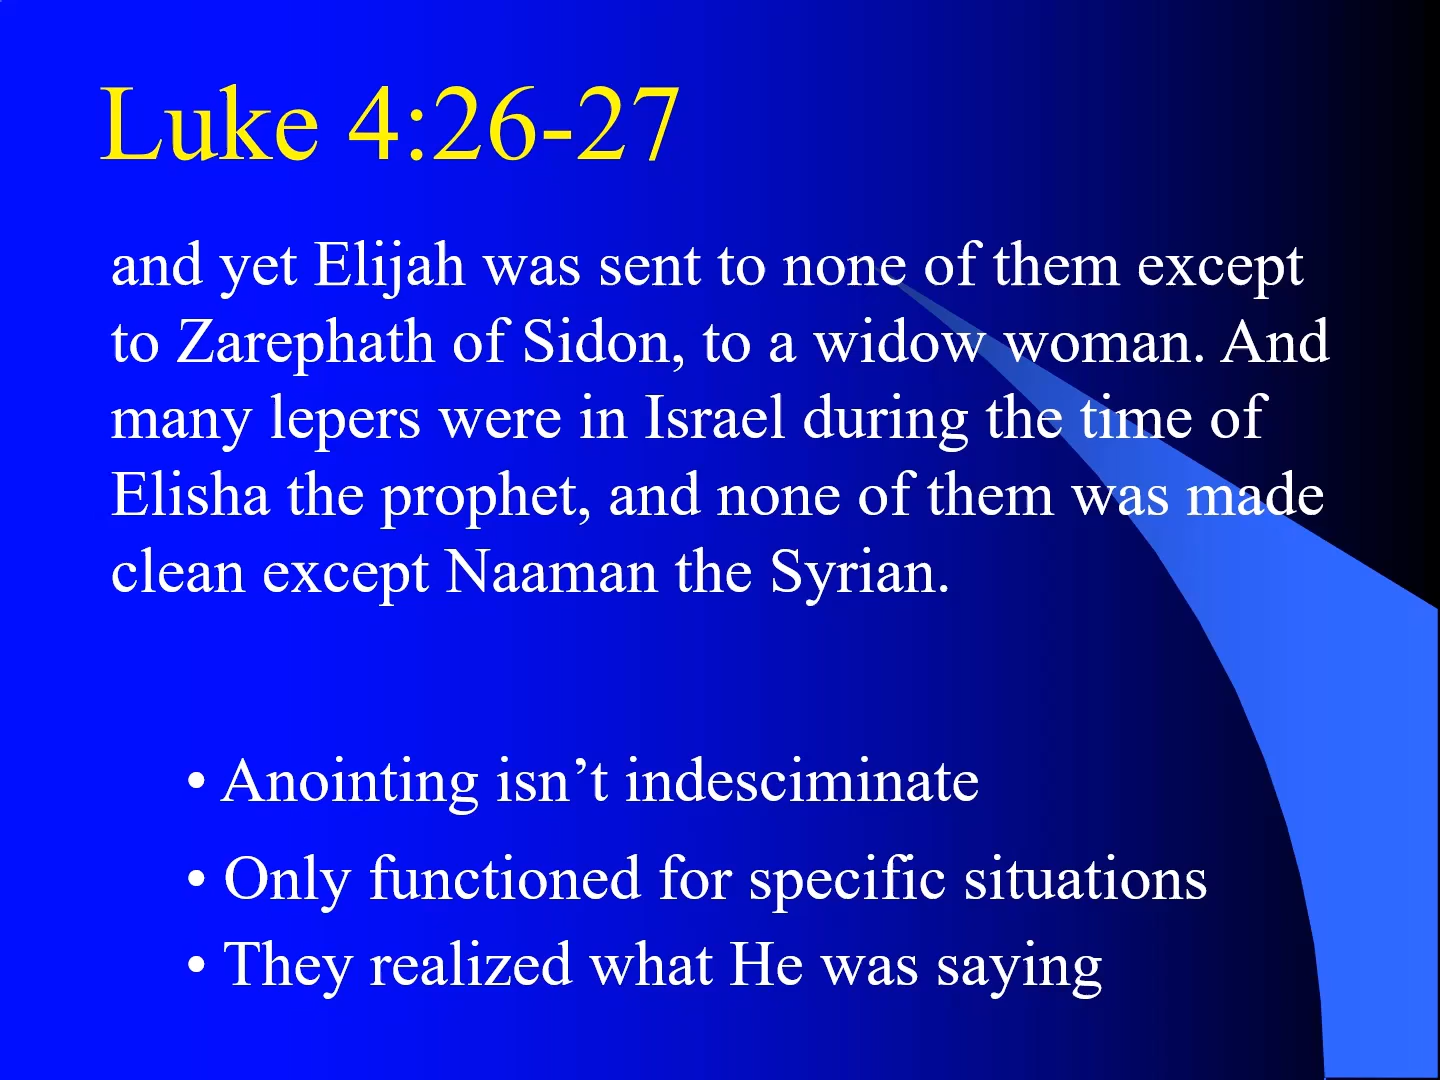 Luke 4:26-27
and yet Elijah was sent to none of them except
to Zarephath of Sidon, to a widow woman. And
many lepers were in Israel during the time of
Elisha the prophet, and none of them was made
clean except Naaman the Syrian.
• Anointing isn’t indesciminate
• Only functioned for specific situations
• They realized what He was saying